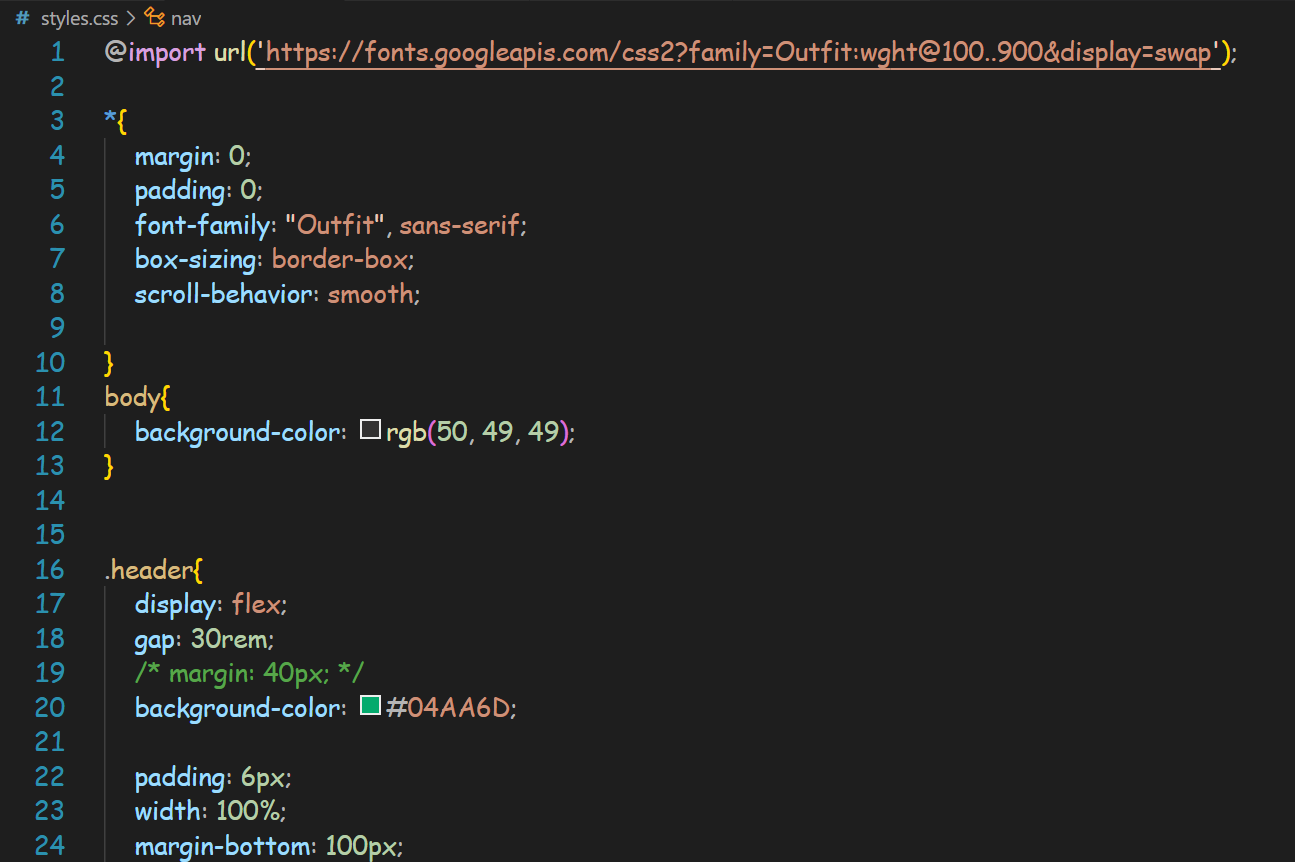 # styles.css > nav
1 @import url('https://fonts.googleapis.com/css2?family=Outfit:wght@100..900&display=swap');
2
3 *{
4 margin: 0;
5 padding: 0;
6 font-family: "Outfit", sans-serif;
7 box-sizing: border-box;
8 scroll-behavior: smooth;
9
10 }
11 body{
12 background-color: rgb(50, 49, 49);
13 }
14
15
16 .header{
17 display: flex;
18 gap: 30rem;
19 /* margin: 40px; */
20 background-color: #04AA6D;
21
22 padding: 6px;
23 width: 100%;
24 margin-bottom: 100px;